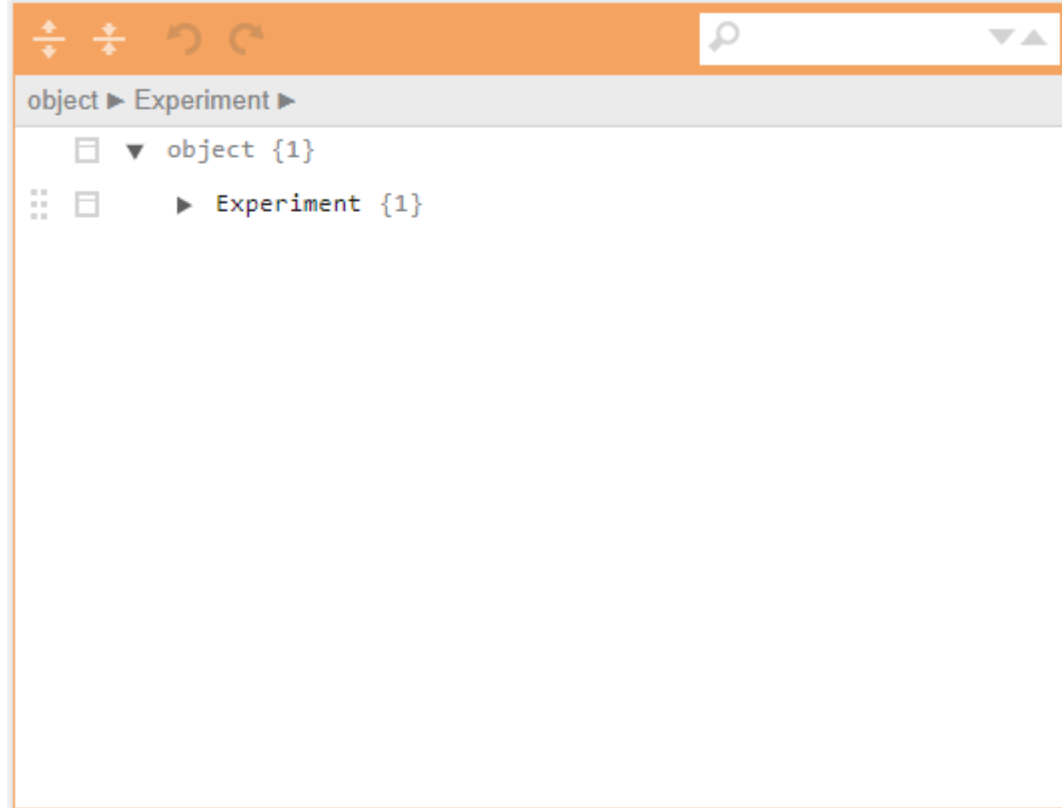 object ► Experiment ►
▼ object {1}
► Experiment {1}